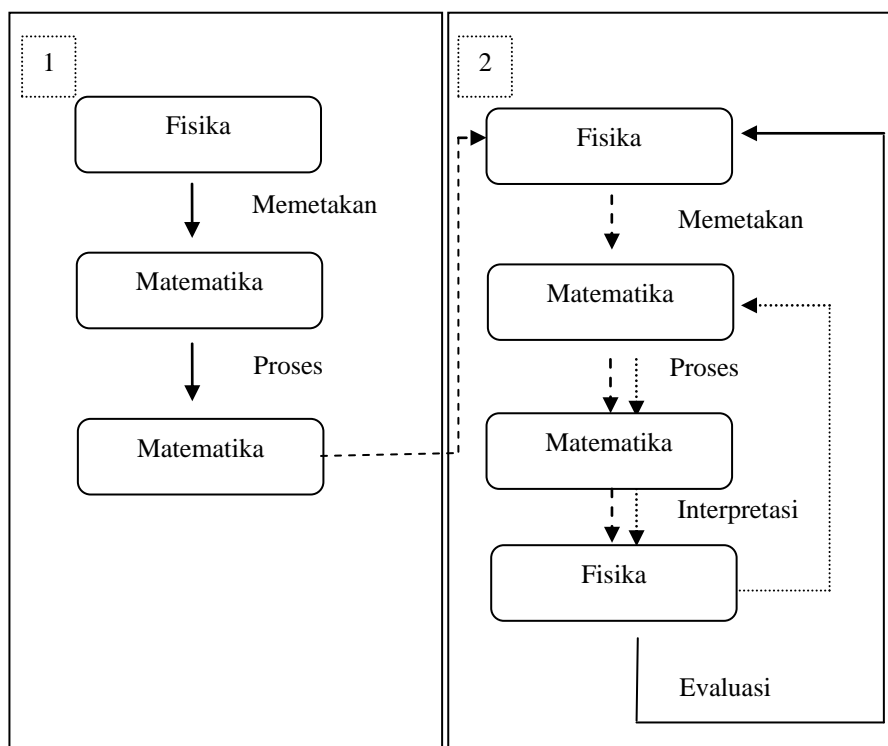 1
Fisika
Memetakan
Matematika
Proses
Matematika
2
Fisika
Memetakan
Matematika
Proses
Matematika
Interpretasi
Fisika
Evaluasi